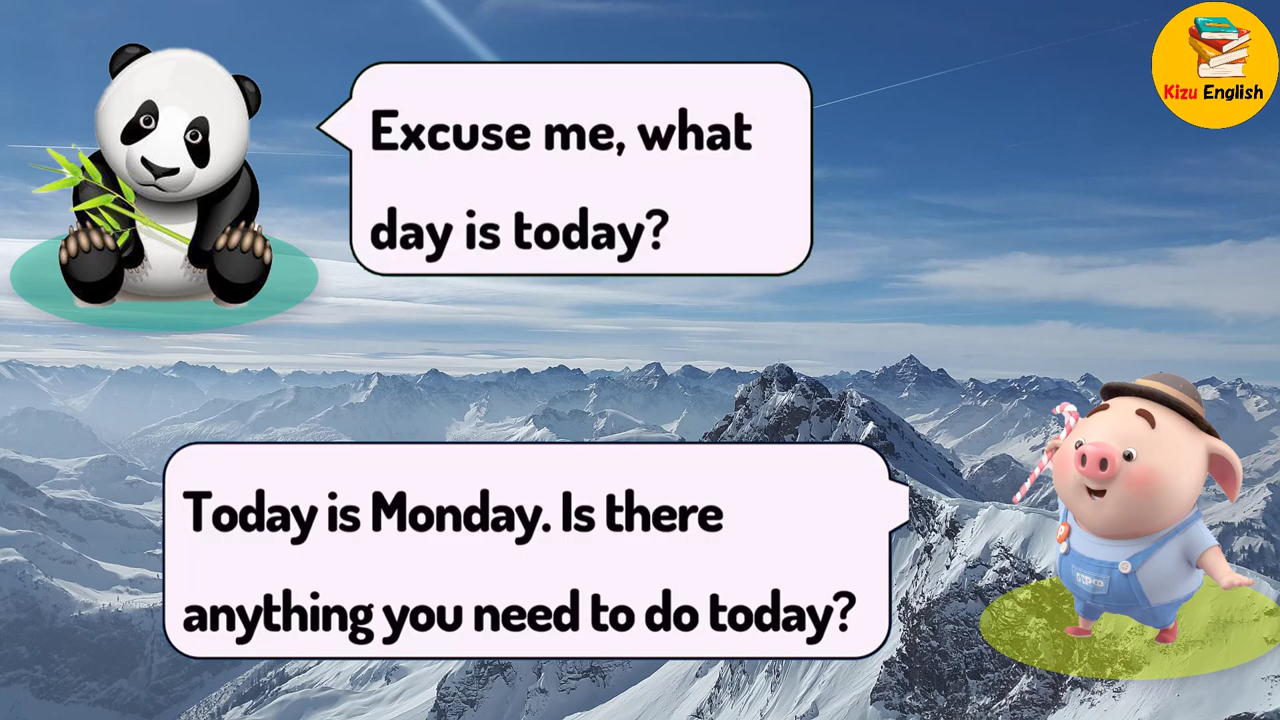 Kizu English
Excuse me, what
day is today?
Today is Monday. Is there
anything you need to do today?